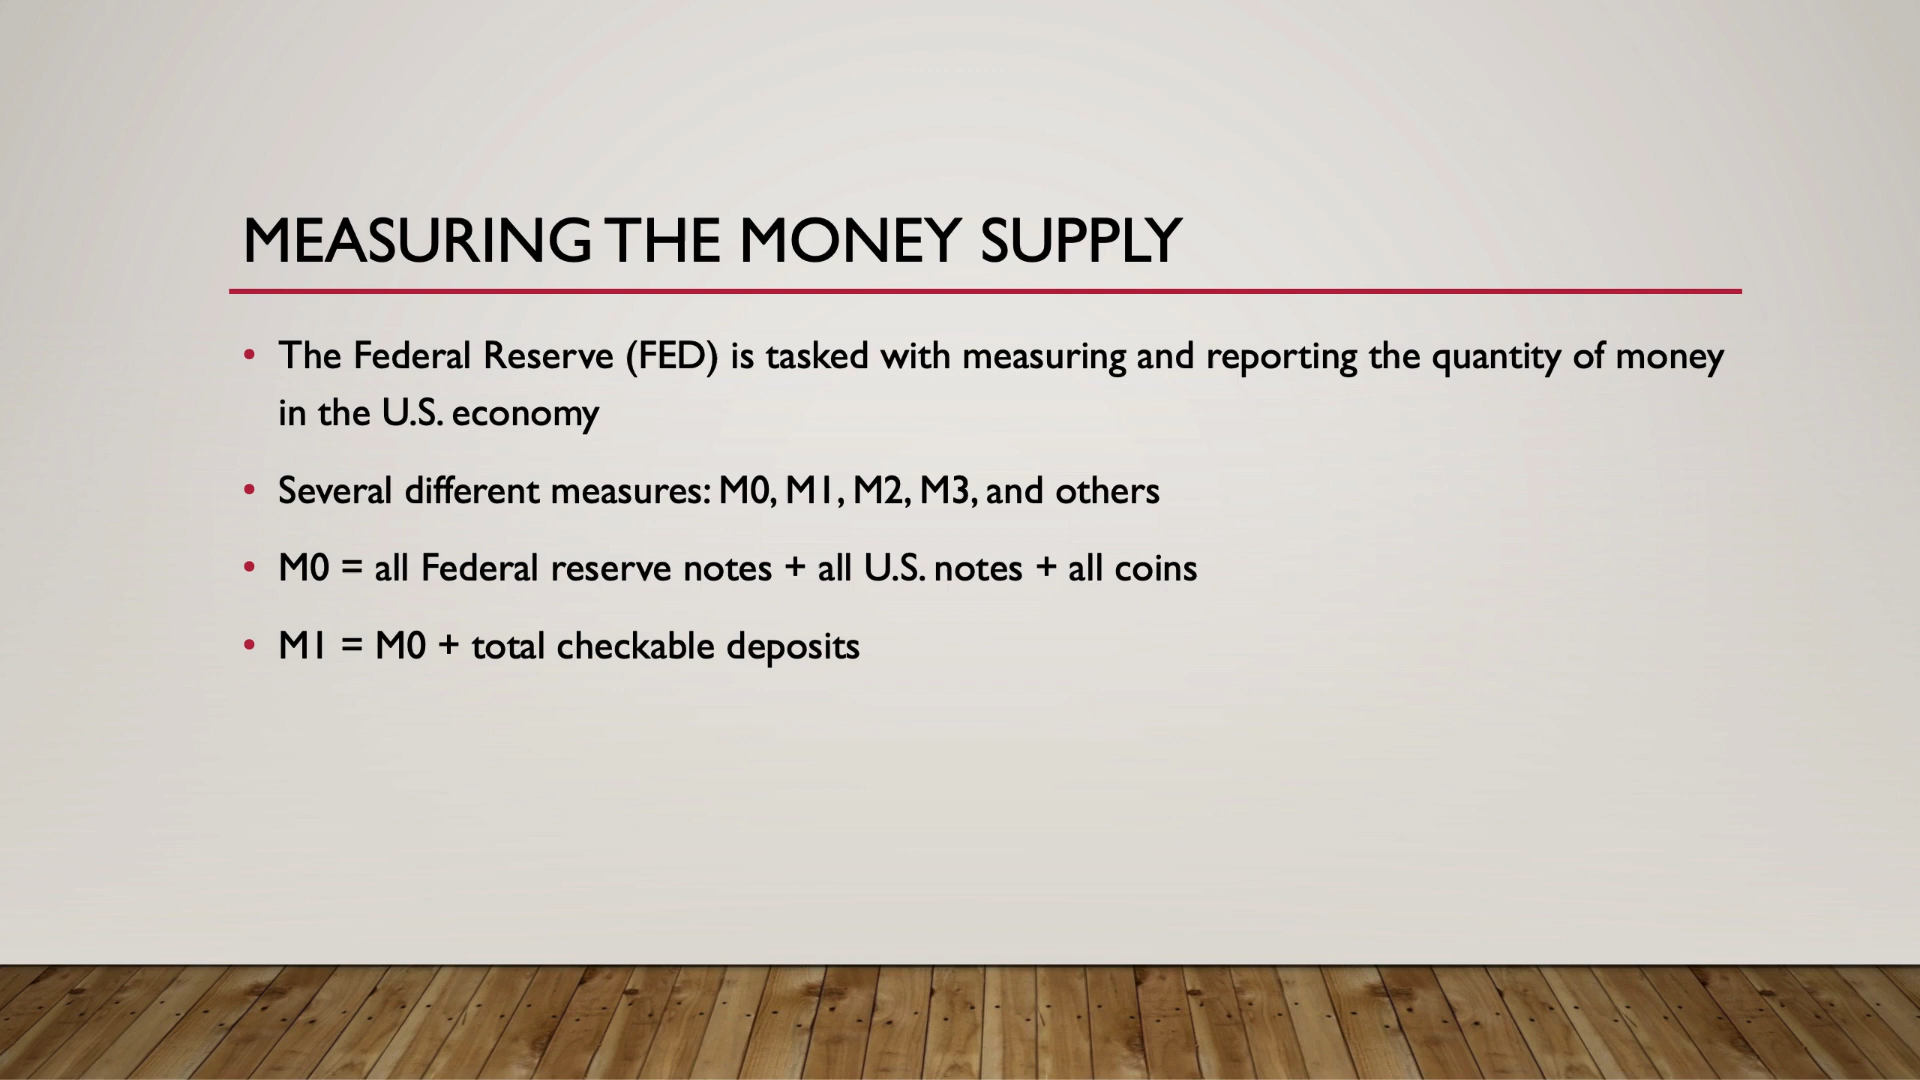 MEASURING THE MONEY SUPPLY
• The Federal Reserve (FED) is tasked with measuring and reporting the quantity of money
in the U.S. economy
• Several different measures: M0, M1, M2, M3, and others
• M0 = all Federal reserve notes + all U.S. notes + all coins
• M1 = M0 + total checkable deposits